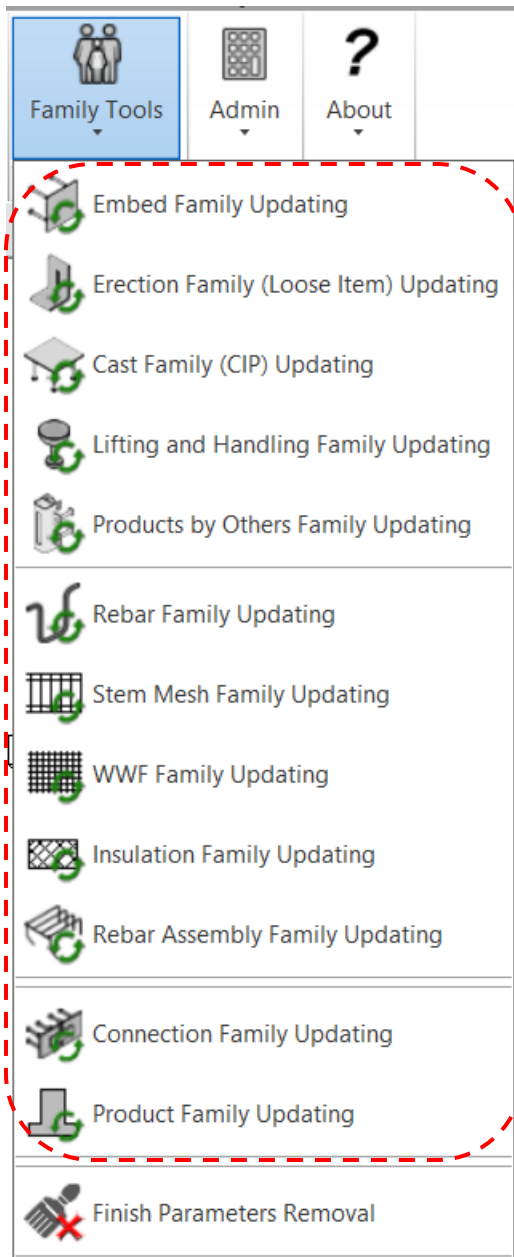 Family Tools
Admin
About
Embed Family Updating
Erection Family (Loose Item) Updating
Cast Family (CIP) Updating
Lifting and Handling Family Updating
Products by Others Family Updating
Rebar Family Updating
Stem Mesh Family Updating
WWF Family Updating
Insulation Family Updating
Rebar Assembly Family Updating
Connection Family Updating
Product Family Updating
Finish Parameters Removal